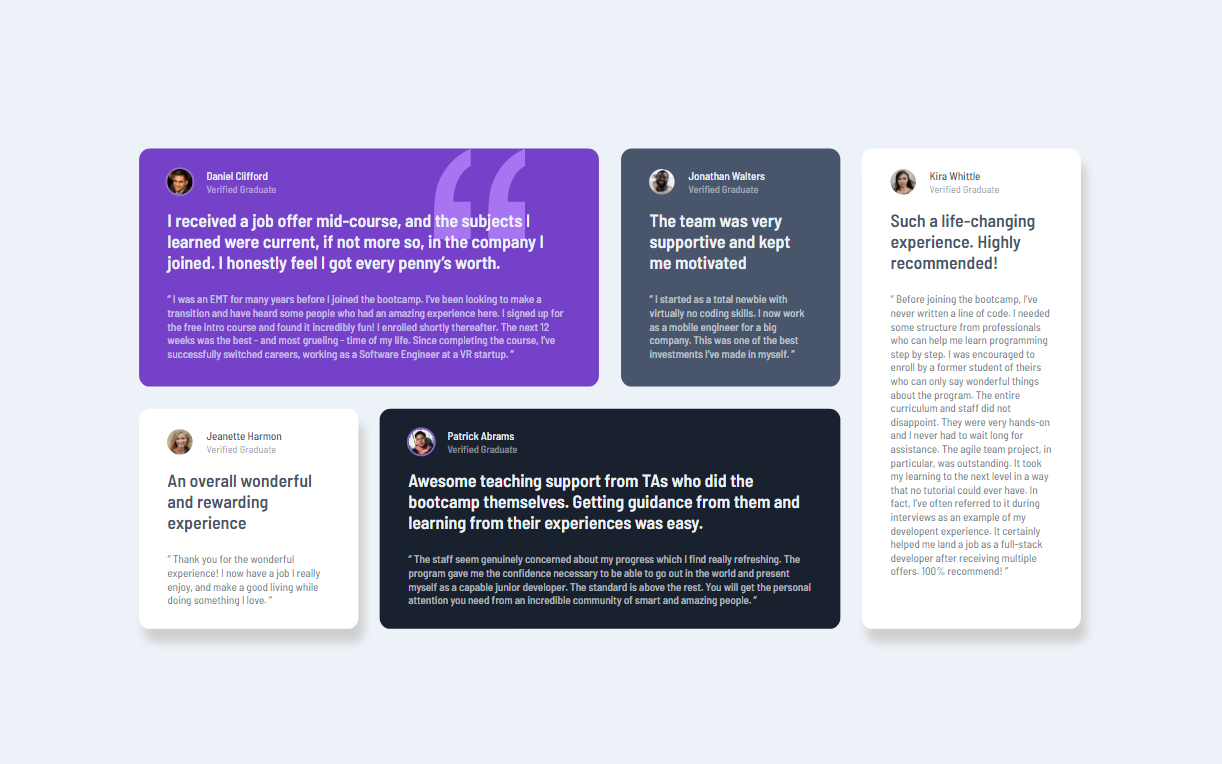 Daniel Clifford
Verified Graduate
I received a job offer mid-course, and the subjects I
learned were current, if not more so, in the company I
joined. I honestly feel I got every penny’s worth.
“ I was an EMT for many years before I joined the bootcamp. I’ve been looking to make a
transition and have heard some people who had an amazing experience here. I signed up for
the free intro course and found it incredibly fun! I enrolled shortly thereafter. The next 12
weeks was the best - and most grueling - time of my life. Since completing the course, I’ve
successfully switched careers, working as a Software Engineer at a VR startup. ”
Jonathan Walters
Verified Graduate
The team was very
supportive and kept
me motivated
“ I started as a total newbie with
virtually no coding skills. I now work
as a mobile engineer for a big
company. This was one of the best
investments I’ve made in myself. ”
Kira Whittle
Verified Graduate
Such a life-changing
experience. Highly
recommended!
“ Before joining the bootcamp, I’ve
never written a line of code. I needed
some structure from professionals
who can help me learn programming
step by step. I was encouraged to
enroll by a former student of theirs
who can only say wonderful things
about the program. The entire
curriculum and staff did not
disappoint. They were very hands-on
and I never had to wait long for
assistance. The agile team project, in
particular, was outstanding. It took
my learning to the next level in a way
that no tutorial could ever have. In
fact, I’ve often referred to it during
interviews as an example of my
developent experience. It certainly
helped me land a job as a full-stack
developer after receiving multiple
offers. 100% recommend! ”
Jeanette Harmon
Verified Graduate
An overall wonderful
and rewarding
experience
“ Thank you for the wonderful
experience! I now have a job I really
enjoy, and make a good living while
doing something I love. ”
Patrick Abrams
Verified Graduate
Awesome teaching support from TAs who did the
bootcamp themselves. Getting guidance from them and
learning from their experiences was easy.
“ The staff seem genuinely concerned about my progress which I find really refreshing. The
program gave me the confidence necessary to be able to go out in the world and present
myself as a capable junior developer. The standard is above the rest. You will get the personal
attention you need from an incredible community of smart and amazing people. ”